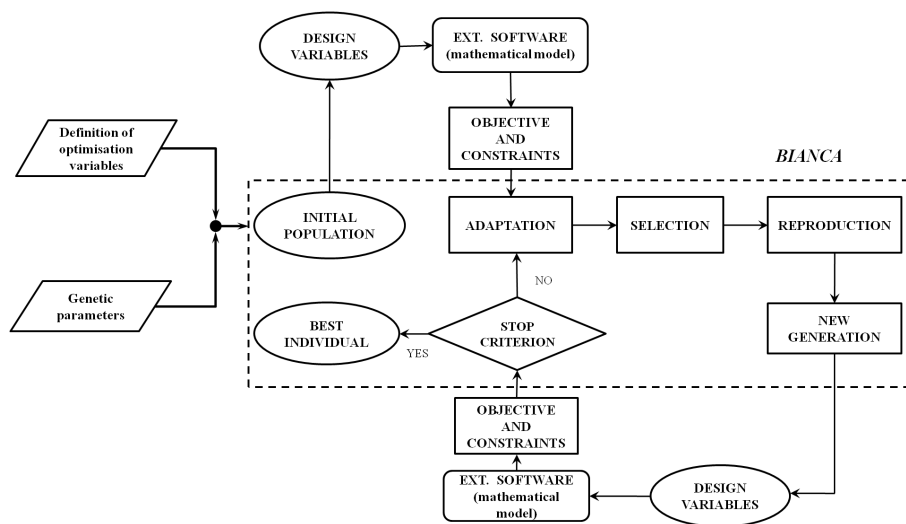 DESIGN
VARIABLES
EXT. SOFTWARE
(mathematical model)
Definition of
optimisation
variables
OBJECTIVE
AND
CONSTRAINTS
BIANCA
INITIAL
POPULATION
ADAPTATION
SELECTION
REPRODUCTION
Genetic
parameters
NO
BEST
INDIVIDUAL
YES
STOP
CRITERION
NEW
GENERATION
OBJECTIVE
AND
CONSTRAINTS
EXT. SOFTWARE
(mathematical
model)
DESIGN
VARIABLES